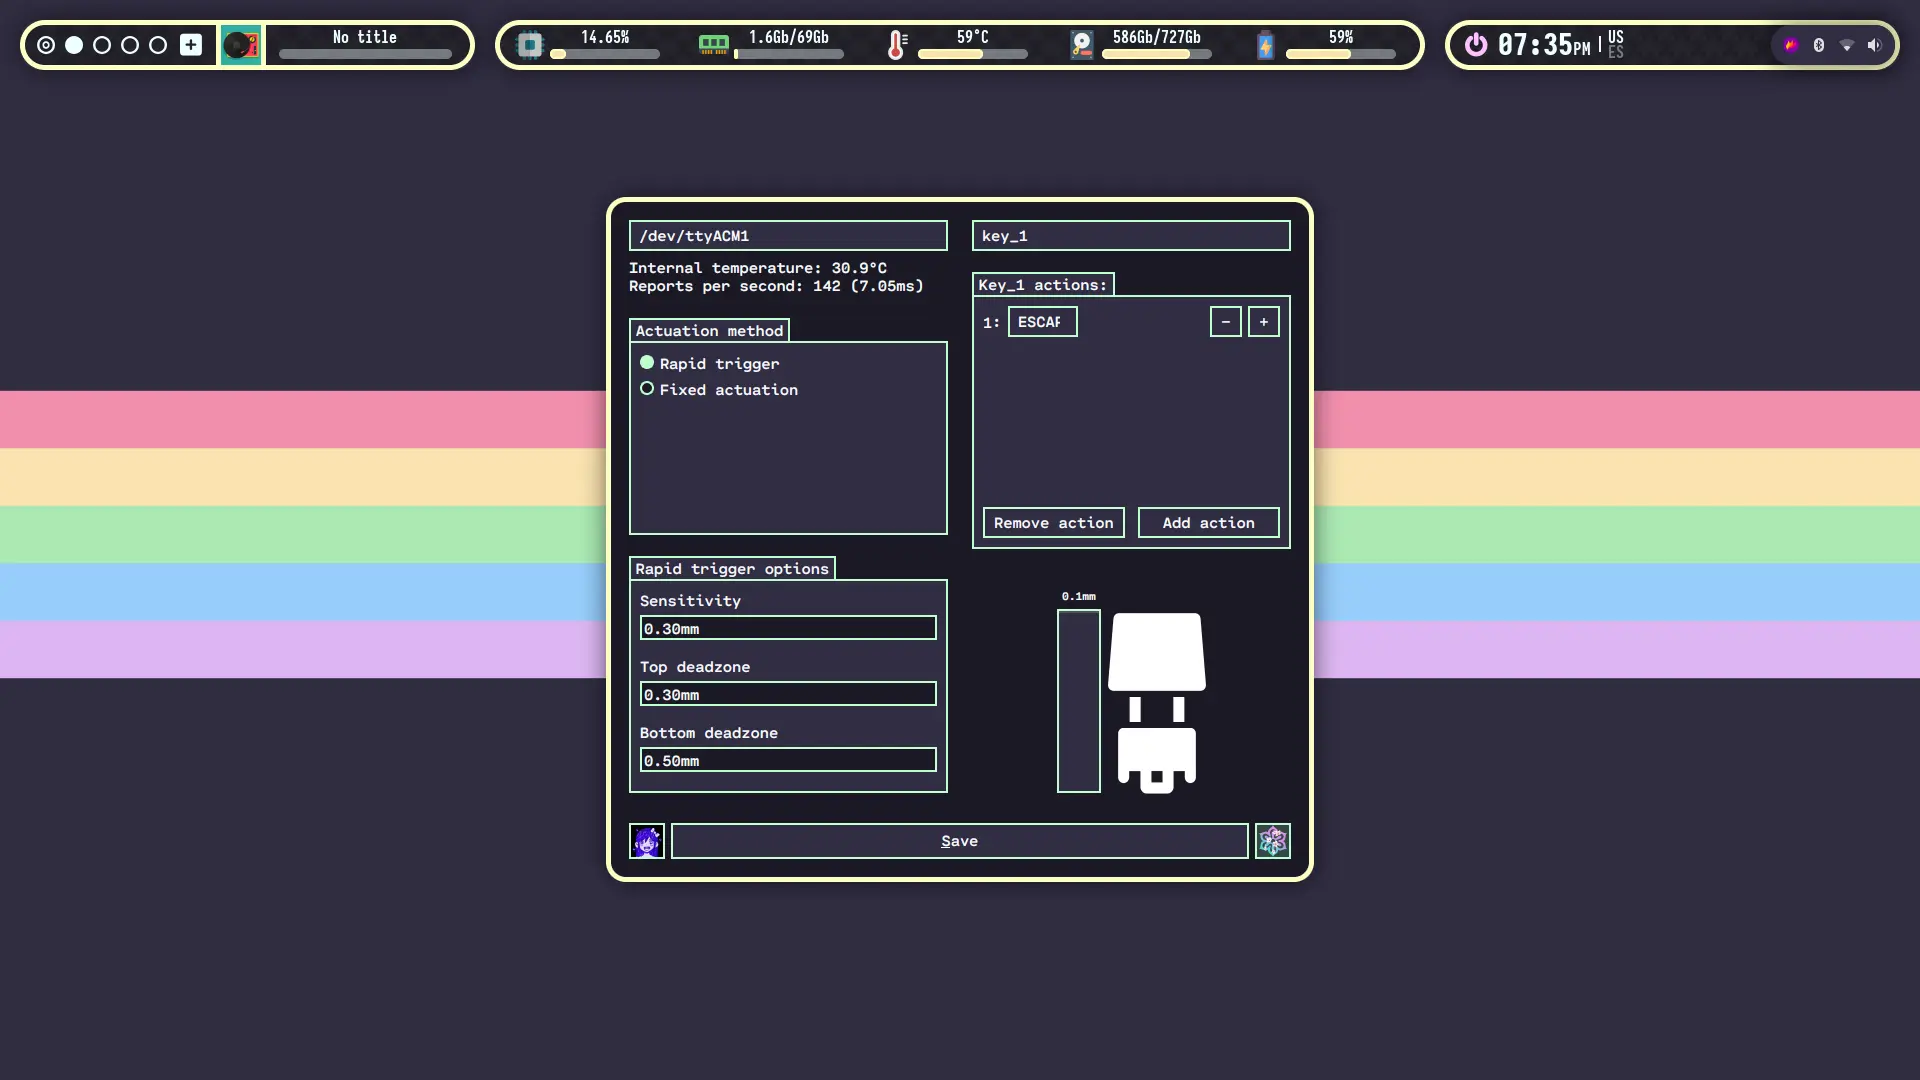 No title
14.65%
1.6Gb/69Gb
59°C
586Gb/727Gb
59%
07:35PM
US
ES
/dev/ttyACM1
Internal temperature: 30.9°C
Reports per second: 142 (7.05ms)
Actuation method
Rapid trigger
Fixed actuation
Rapid trigger options
Sensitivity
0.30mm
Top deadzone
0.30mm
Bottom deadzone
0.50mm
key_1
Key_1 actions:
1: ESCAP - +
Remove action Add action
0.1mm
Save